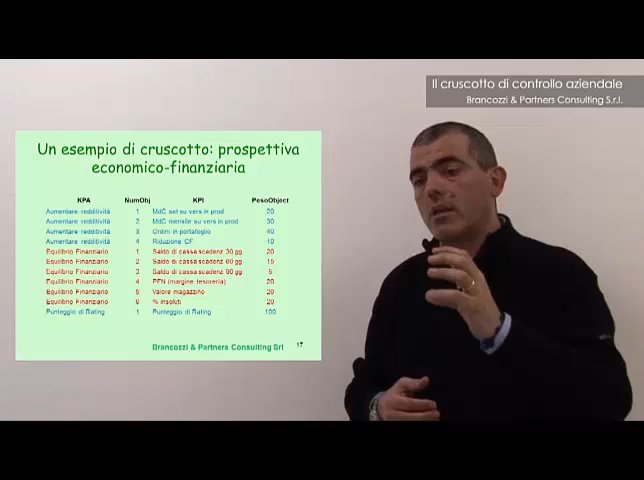 Il cruscotto di controllo aziendale
Brancozzi & Partners Consulting S.r.l.
Un esempio di cruscotto: prospettiva
economico-finanziaria
KPA NumObj KPI PesoObject
Aumentare redditività 1 MdC set su vers in prod 20
Aumentare redditività 2 MdC mensile su vers in prod 30
Aumentare redditività 3 Ordini in portafoglio 40
Aumentare redditività 4 Riduzione CF 10
Equilibrio Finanziario 1 Saldo di cassa scadenz 30 gg 20
Equilibrio Finanziario 2 Saldo di cassa scadenz 60 gg 15
Equilibrio Finanziario 3 Saldo di cassa scadenz 90 gg 5
Equilibrio Finanziario 4 PFN (margine tesoreria) 20
Equilibrio Finanziario 5 Valore magazzino 20
Equilibrio Finanziario 6 % insoluti 20
Punteggio di Rating 1 Punteggio di Rating 100
Brancozzi & Partners Consulting Srl 17